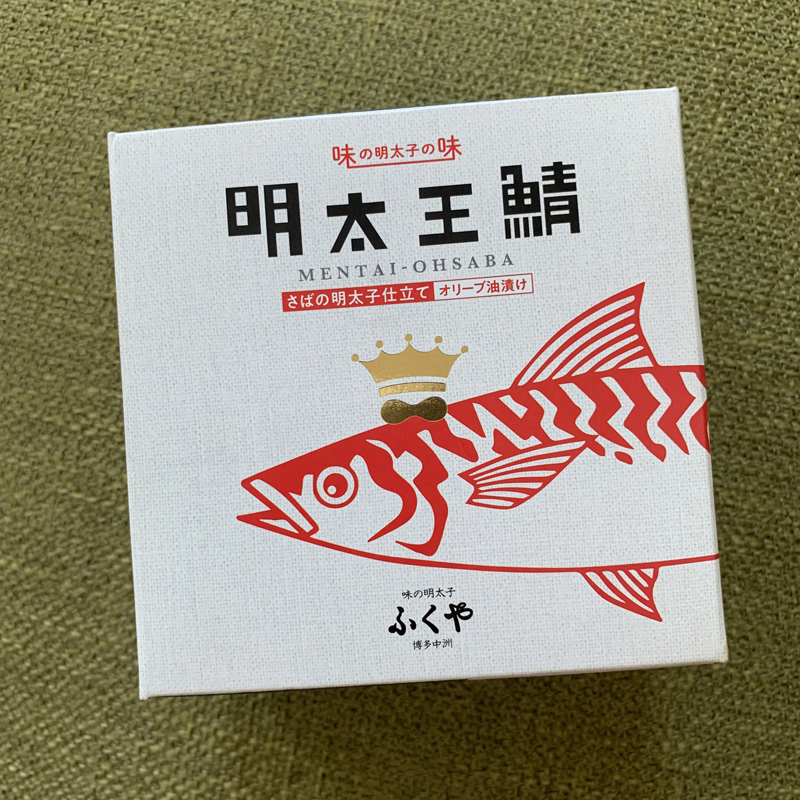 味の明太子の味
明太王鯖
MENTAI-OHSABA
さばの明太子仕立て オリーブ油漬け
味の明太子
ふくや
博多中洲